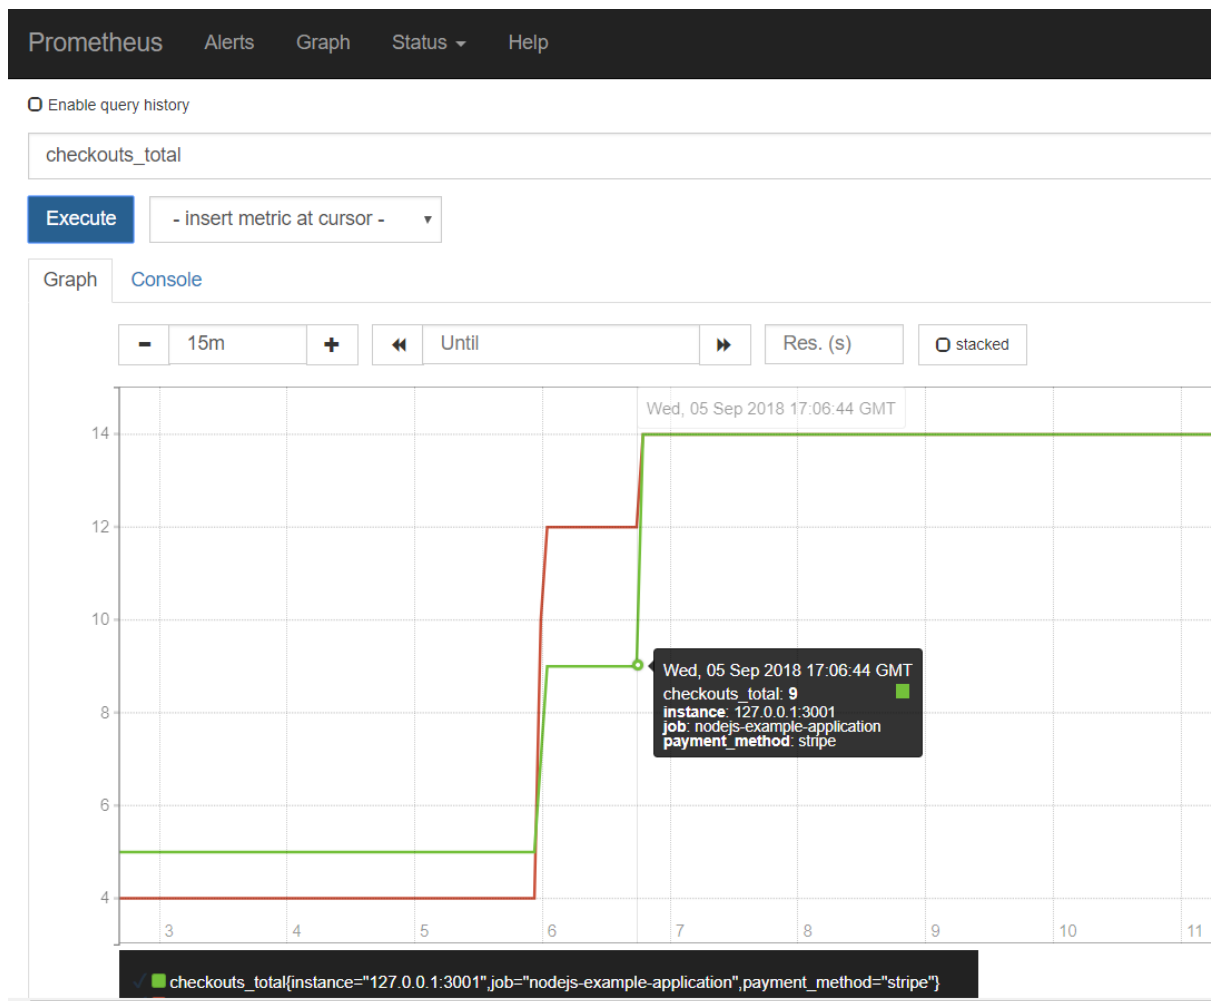 Prometheus Alerts Graph Status Help
Enable query history
checkouts_total
Execute - insert metric at cursor -
Graph Console
15m Until Res. (s) stacked
Wed, 05 Sep 2018 17:06:44 GMT
14
12
10
8
6
4
Wed, 05 Sep 2018 17:06:44 GMT
checkouts_total: 9
instance: 127.0.0.1:3001
job: nodejs-example-application
payment_method: stripe
3 4 5 6 7 8 9 10 11
checkouts_total{instance="127.0.0.1:3001",job="nodejs-example-application",payment_method="stripe"}